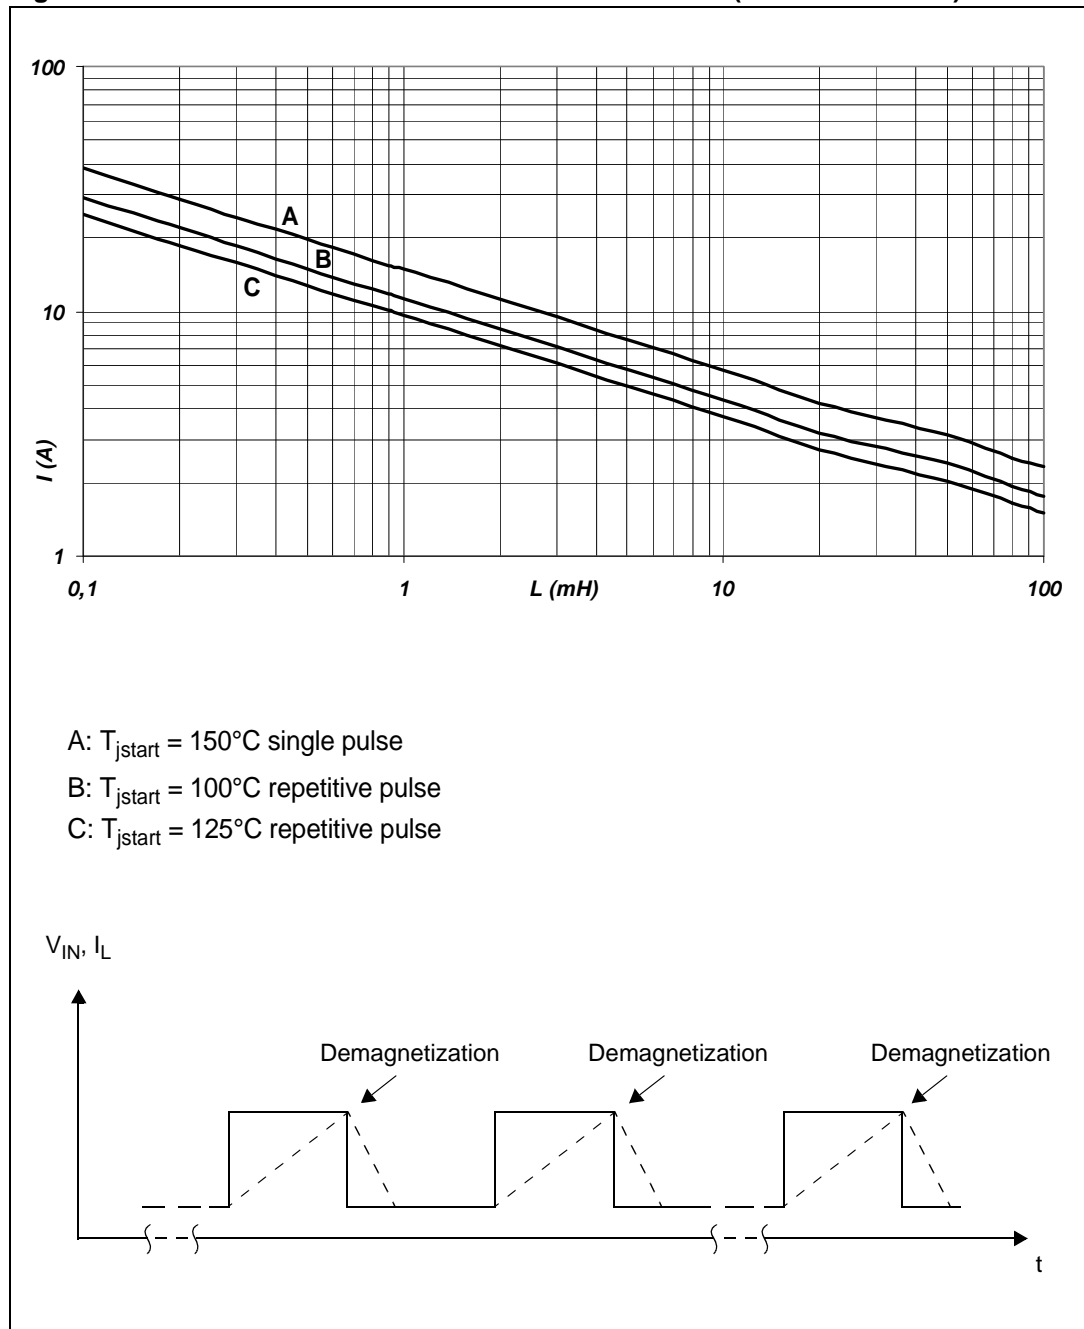 100
A
B
C
10
I (A)
1
0,1 1 L (mH) 10 100
A: Tjstart = 150°C single pulse
B: Tjstart = 100°C repetitive pulse
C: Tjstart = 125°C repetitive pulse
VIN, IL
Demagnetization Demagnetization Demagnetization
t